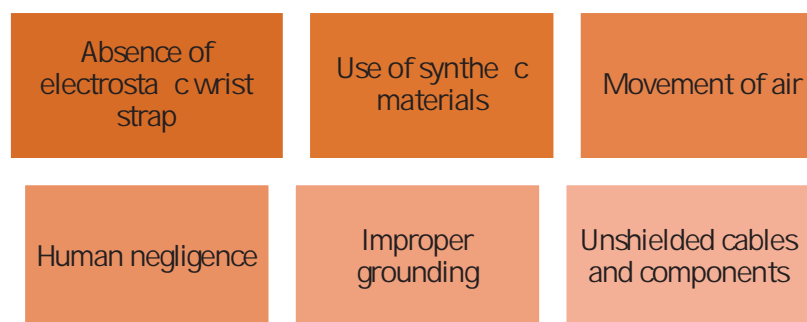 Absence of
electrosta c wrist
strap
Use of synthe c
materials
Movement of air
Human negligence
Improper
grounding
Unshielded cables
and components